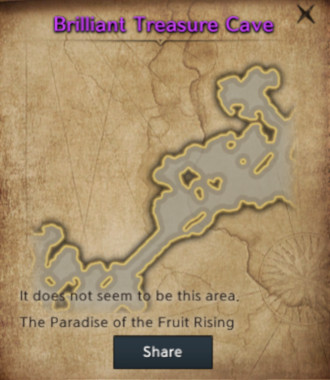 Brilliant Treasure Cave
It does not seem to be this area.
The Paradise of the Fruit Rising
Share